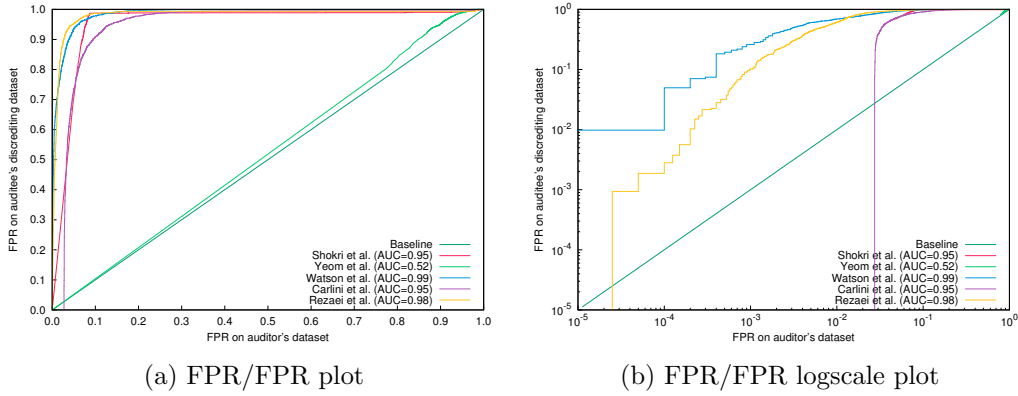 FPR on auditee's discrediting dataset
1.0
0.9
0.8
0.7
0.6
0.5
0.4
0.3
0.2
0.1
0.0
Baseline
Shokri et al. (AUC=0.95)
Yeom et al. (AUC=0.52)
Watson et al. (AUC=0.99)
Carlini et al. (AUC=0.95)
Rezaei et al. (AUC=0.98)
0.0 0.1 0.2 0.3 0.4 0.5 0.6 0.7 0.8 0.9 1.0
FPR on auditor's dataset
(a) FPR/FPR plot
FPR on auditee's discrediting dataset
10^0
10^-1
10^-2
10^-3
10^-4
10^-5
Baseline
Shokri et al. (AUC=0.95)
Yeom et al. (AUC=0.52)
Watson et al. (AUC=0.99)
Carlini et al. (AUC=0.95)
Rezaei et al. (AUC=0.98)
10^-5 10^-4 10^-3 10^-2 10^-1 10^0
FPR on auditor's dataset
(b) FPR/FPR logscale plot